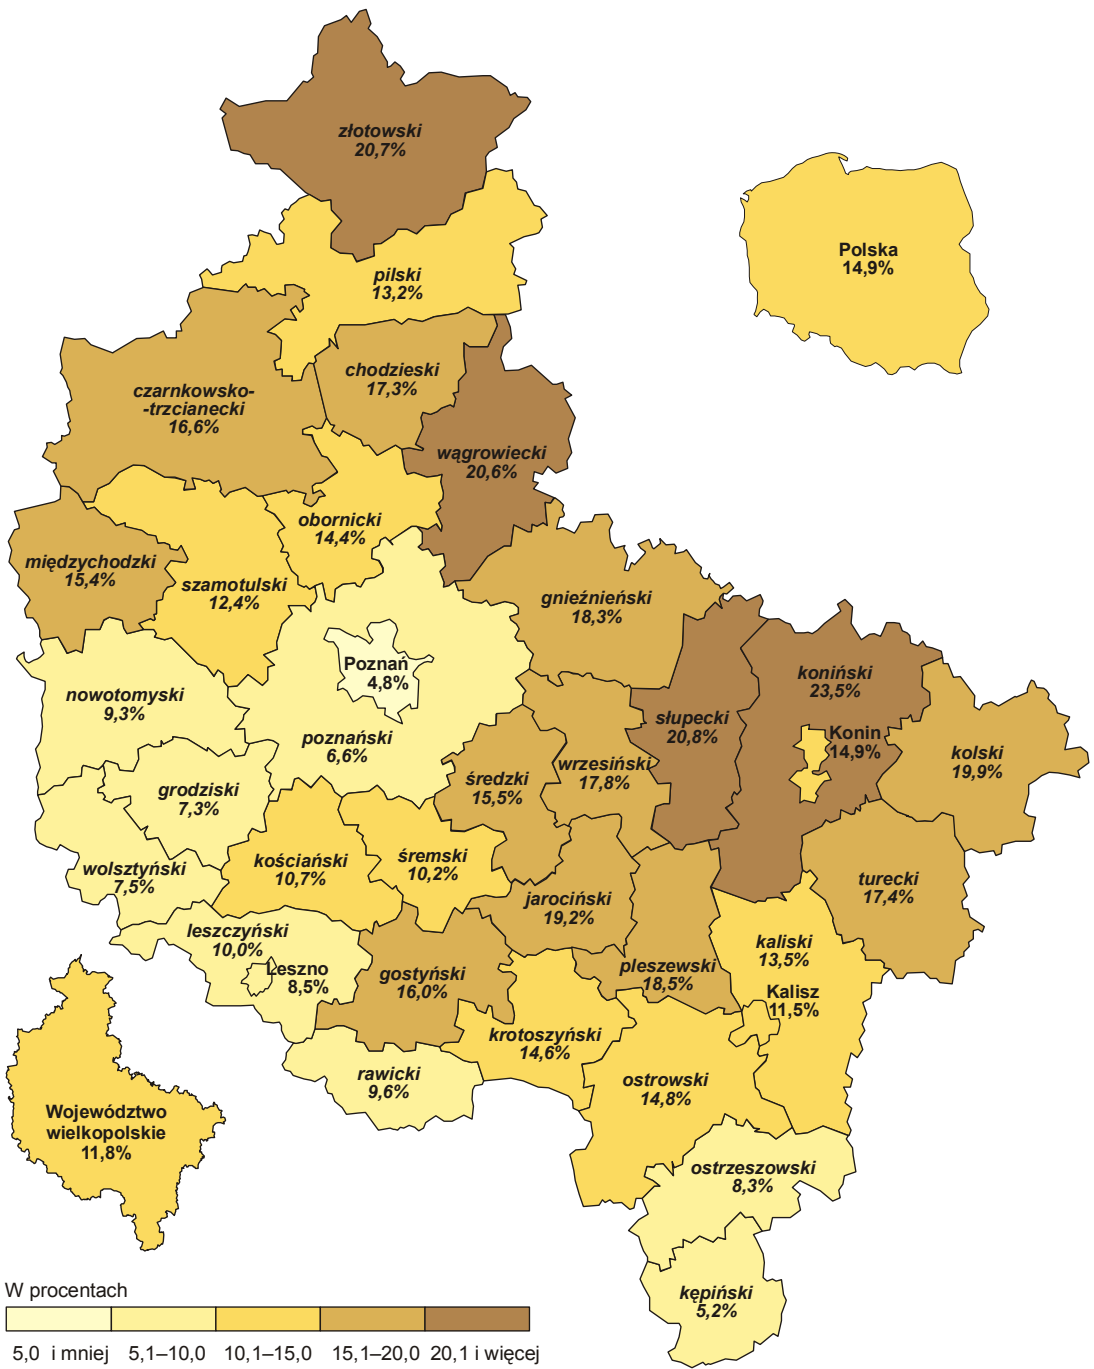 złotowski
20,7%
Polska
14,9%
pilski
13,2%
chodzieski
17,3%
czarnkowsko-
-trzcianecki
16,6%
wągrowiecki
20,6%
obornicki
14,4%
międzychodzki
15,4%
szamotulski
12,4%
gnieźnieński
18,3%
Poznań
4,8%
koniński
23,5%
nowotomyski
9,3%
słupecki
20,8%
poznański
6,6%
Konin
14,9%
kolski
19,9%
wrzesiński
17,8%
średzki
15,5%
grodziski
7,3%
kościański
10,7%
śremski
10,2%
wolsztyński
7,5%
turecki
17,4%
jarociński
19,2%
leszczyński
10,0%
kaliski
13,5%
Leszno
8,5%
gostyński
16,0%
pleszewski
18,5%
Kalisz
11,5%
krotoszyński
14,6%
rawicki
9,6%
ostrowski
14,8%
Województwo
wielkopolskie
11,8%
ostrzeszowski
8,3%
kępiński
5,2%
W procentach
5,0 i mniej 5,1–10,0 10,1–15,0 15,1–20,0 20,1 i więcej